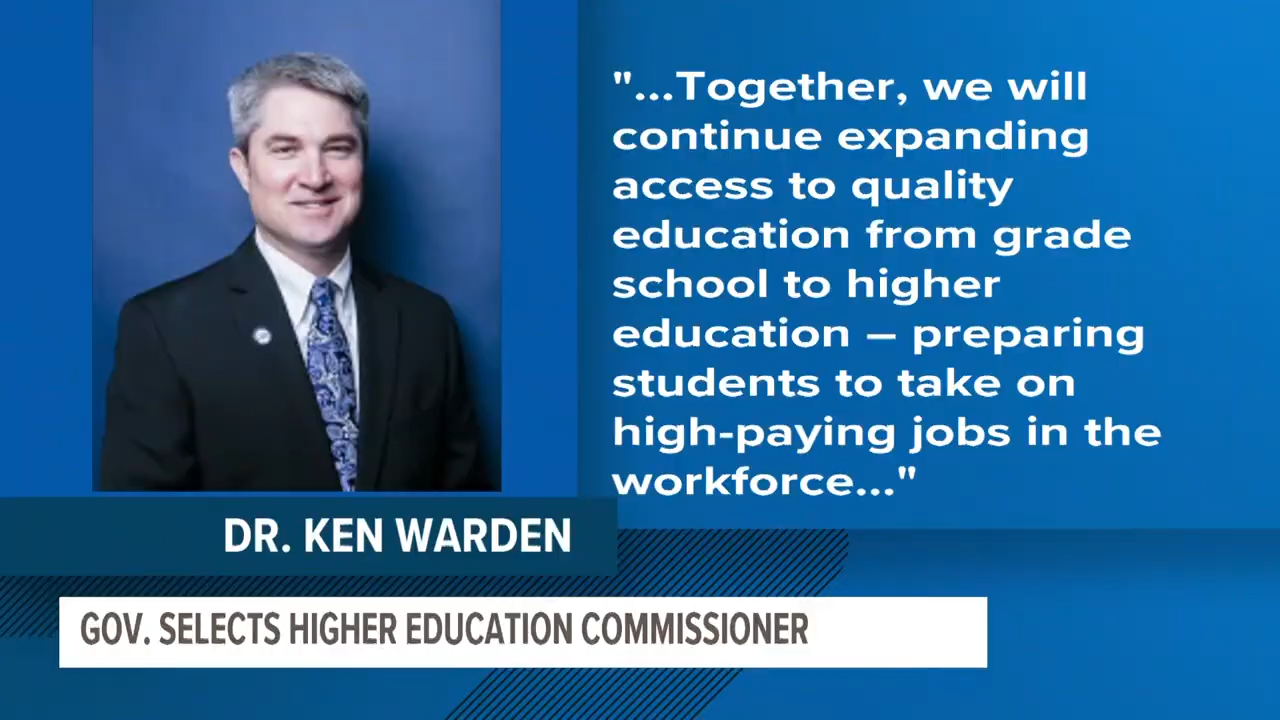 "...Together, we will
continue expanding
access to quality
education from grade
school to higher
education – preparing
students to take on
high-paying jobs in the
workforce..."
DR. KEN WARDEN
GOV. SELECTS HIGHER EDUCATION COMMISSIONER